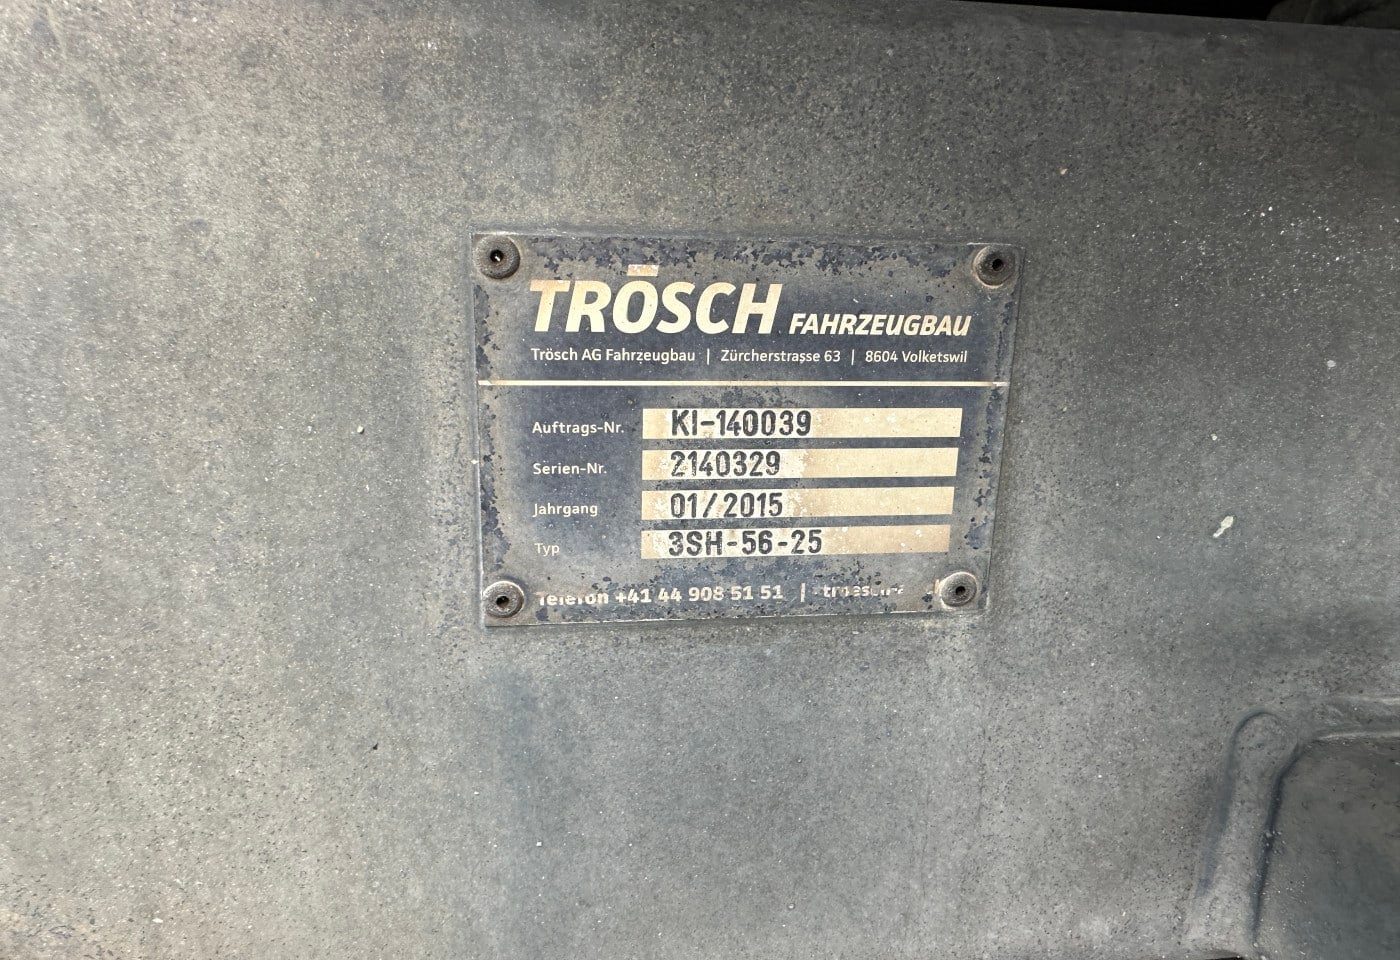 TRÖSCH FAHRZEUGBAU
Trösch AG Fahrzeugbau | Zürcherstrasse 63 | 8604 Volketswil
Auftrags-Nr. KI-140039
Serien-Nr. 2140329
Jahrgang 01/2015
Typ 3SH-56-25
Telefon +41 44 908 51 51 |